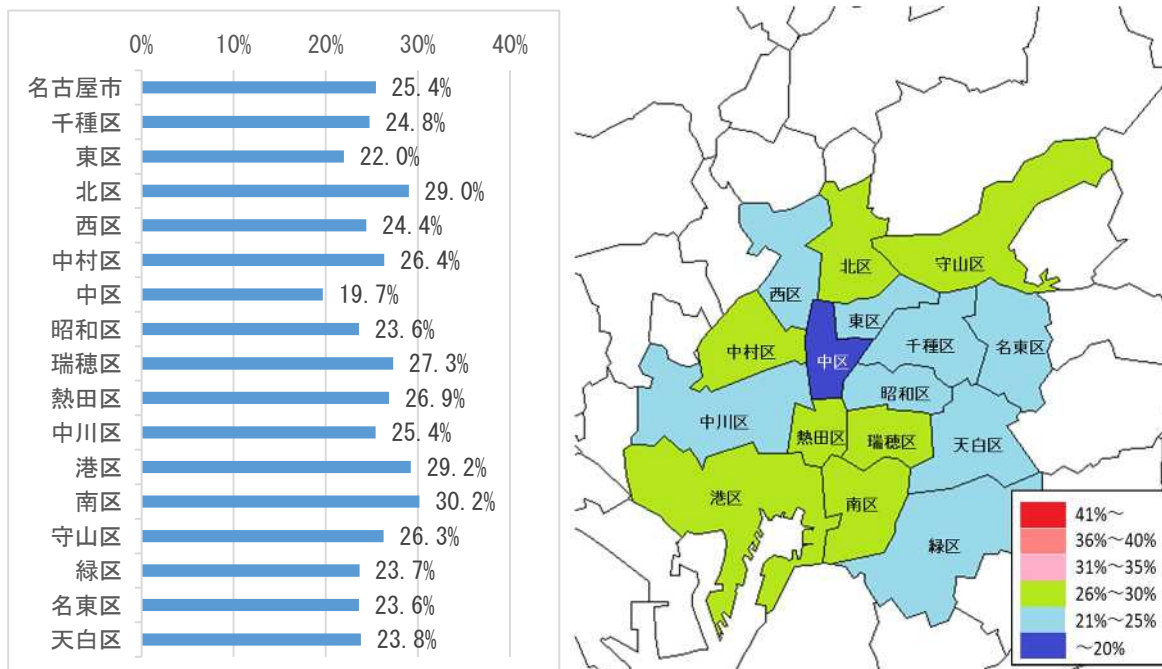 0% 10% 20% 30% 40%
名古屋市 25.4%
千種区 24.8%
東区 22.0%
北区 29.0%
西区 24.4%
中村区 26.4%
中区 19.7%
昭和区 23.6%
瑞穂区 27.3%
熱田区 26.9%
中川区 25.4%
港区 29.2%
南区 30.2%
守山区 26.3%
緑区 23.7%
名東区 23.6%
天白区 23.8%
北区
守山区
西区
東区
中村区
中区
千種区
名東区
昭和区
中川区
熱田区
瑞穂区
天白区
港区
南区
緑区
41%～
36%～40%
31%～35%
26%～30%
21%～25%
～20%